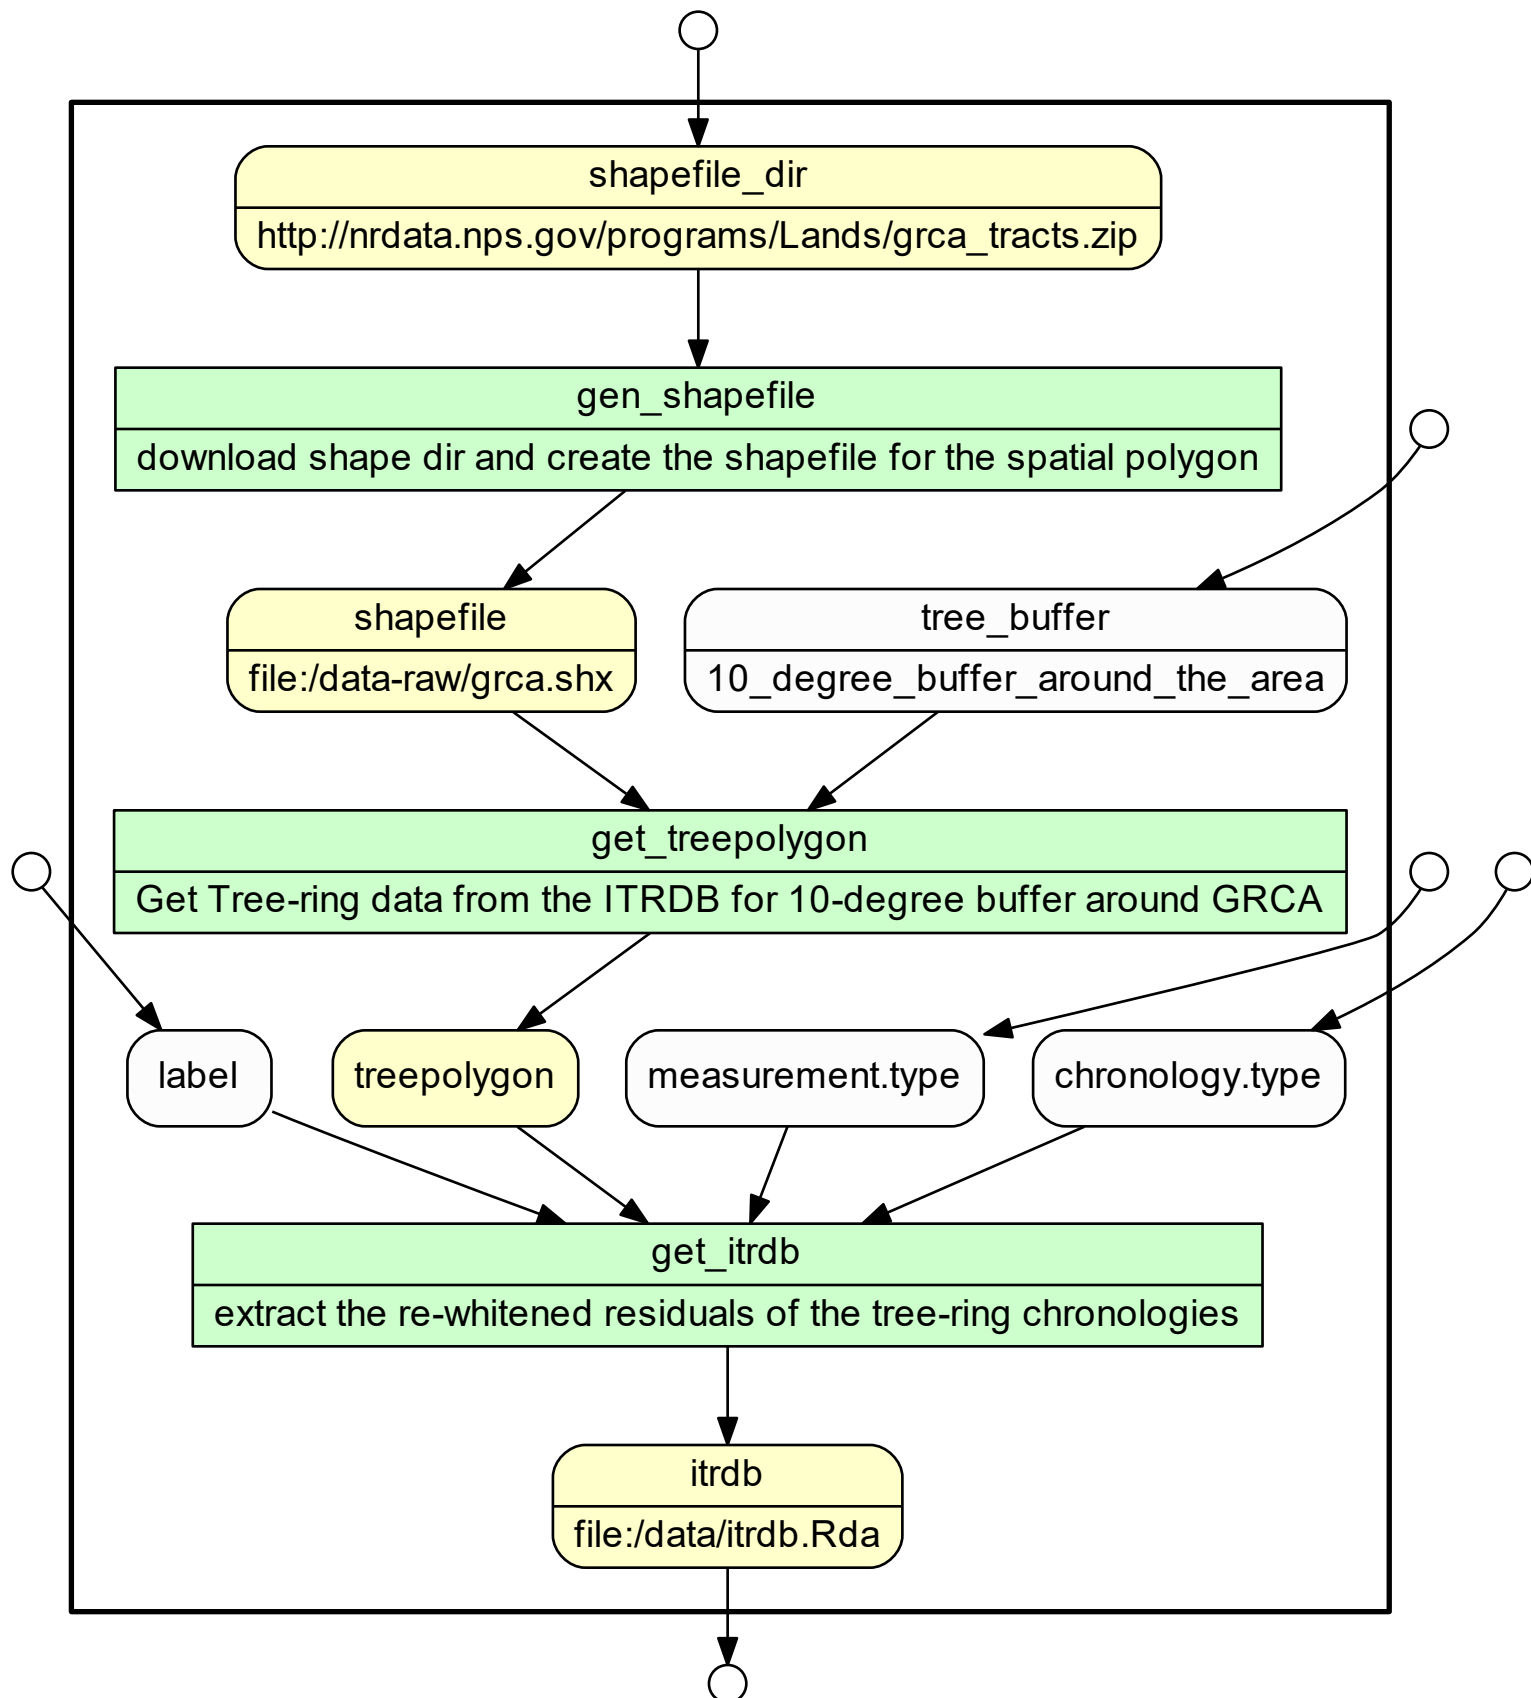 shapefile_dir
http://nrdata.nps.gov/programs/Lands/grca_tracts.zip
gen_shapefile
download shape dir and create the shapefile for the spatial polygon
shapefile
file:/data-raw/grca.shx
tree_buffer
10_degree_buffer_around_the_area
get_treepolygon
Get Tree-ring data from the ITRDB for 10-degree buffer around GRCA
label
treepolygon
measurement.type
chronology.type
get_itrdb
extract the re-whitened residuals of the tree-ring chronologies
itrdb
file:/data/itrdb.Rda